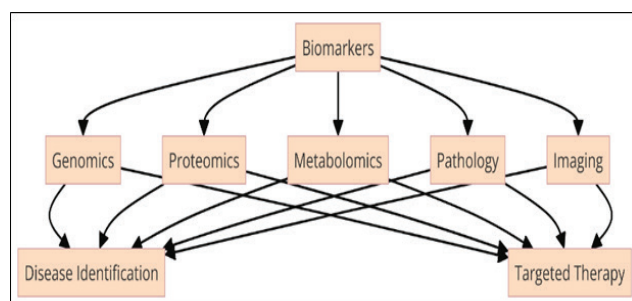 Biomarkers
Genomics
Proteomics
Metabolomics
Pathology
Imaging
Disease Identification
Targeted Therapy